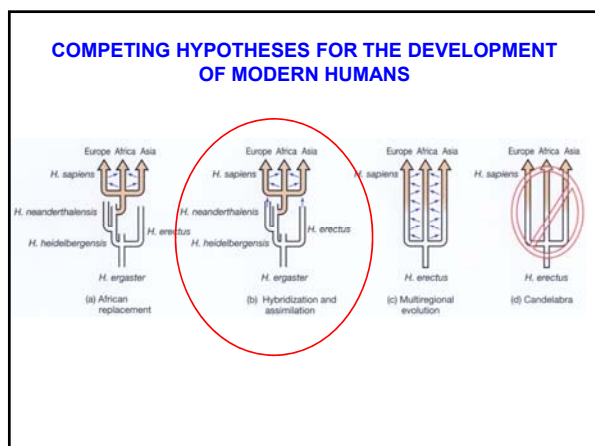 COMPETING HYPOTHESES FOR THE DEVELOPMENT
OF MODERN HUMANS
Europe Africa Asia
H. sapiens
H. neanderthalensis
H. erectus
H. heidelbergensis
H. ergaster
(a) African
replacement
Europe Africa Asia
H. sapiens
H. neanderthalensis
H. erectus
H. heidelbergensis
H. ergaster
(b) Hybridization and
assimilation
Europe Africa Asia
H. sapiens
H. erectus
(c) Multiregional
evolution
Europe Africa Asia
H. sapiens
H. erectus
(d) Candelabra